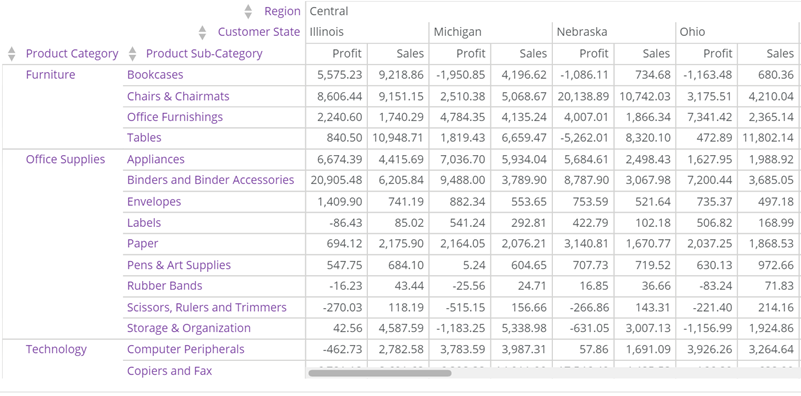 Region Central
Customer State Illinois Michigan Nebraska Ohio
Product Category Product Sub-Category Profit Sales Profit Sales Profit Sales Profit Sales
Furniture Bookcases 5,575.23 9,218.86 -1,950.85 4,196.62 -1,086.11 734.68 -1,163.48 680.36
Chairs & Chairmats 8,606.44 9,151.15 2,510.38 5,068.67 20,138.89 10,742.03 3,175.51 4,210.04
Office Furnishings 2,240.60 1,740.29 4,784.35 4,135.24 4,007.01 1,866.34 7,341.42 2,365.14
Tables 840.50 10,948.71 1,819.43 6,659.47 -5,262.01 8,320.10 472.89 11,802.14
Office Supplies Appliances 6,674.39 4,415.69 7,036.70 5,934.04 5,684.61 2,498.43 1,627.95 1,988.92
Binders and Binder Accessories 20,905.48 6,205.84 9,488.00 3,789.90 8,787.90 3,067.98 7,200.44 3,685.05
Envelopes 1,409.90 741.19 882.34 553.65 753.59 521.64 735.37 497.18
Labels -86.43 85.02 541.24 292.81 422.79 102.18 506.82 168.99
Paper 694.12 2,175.90 2,164.05 2,076.21 3,140.81 1,670.77 2,037.25 1,868.53
Pens & Art Supplies 547.75 684.10 5.24 604.65 707.73 719.52 630.13 972.66
Rubber Bands -16.23 43.44 -25.56 24.71 16.85 36.66 -83.24 71.83
Scissors, Rulers and Trimmers -270.03 118.19 -515.15 156.66 -266.86 143.31 -221.40 214.16
Storage & Organization 42.56 4,587.59 -1,183.25 5,338.98 -631.05 3,007.13 -1,156.99 1,924.86
Technology Computer Peripherals -462.73 2,782.58 3,783.59 3,987.31 57.86 1,691.09 3,926.26 3,264.64
Copiers and Fax